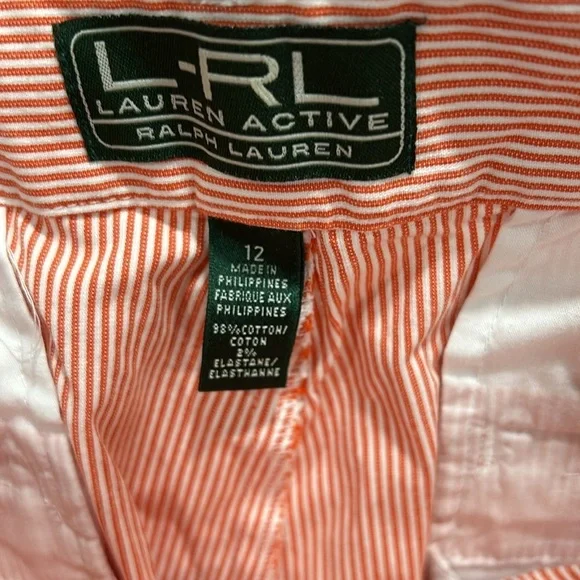 L-RL
LAUREN ACTIVE
RALPH LAUREN
12
MADE IN
PHILIPPINES
FABRIQUE AUX
PHILIPPINES
98% COTTON/
COTON
2%
ELASTANE/
ELASTHANNE